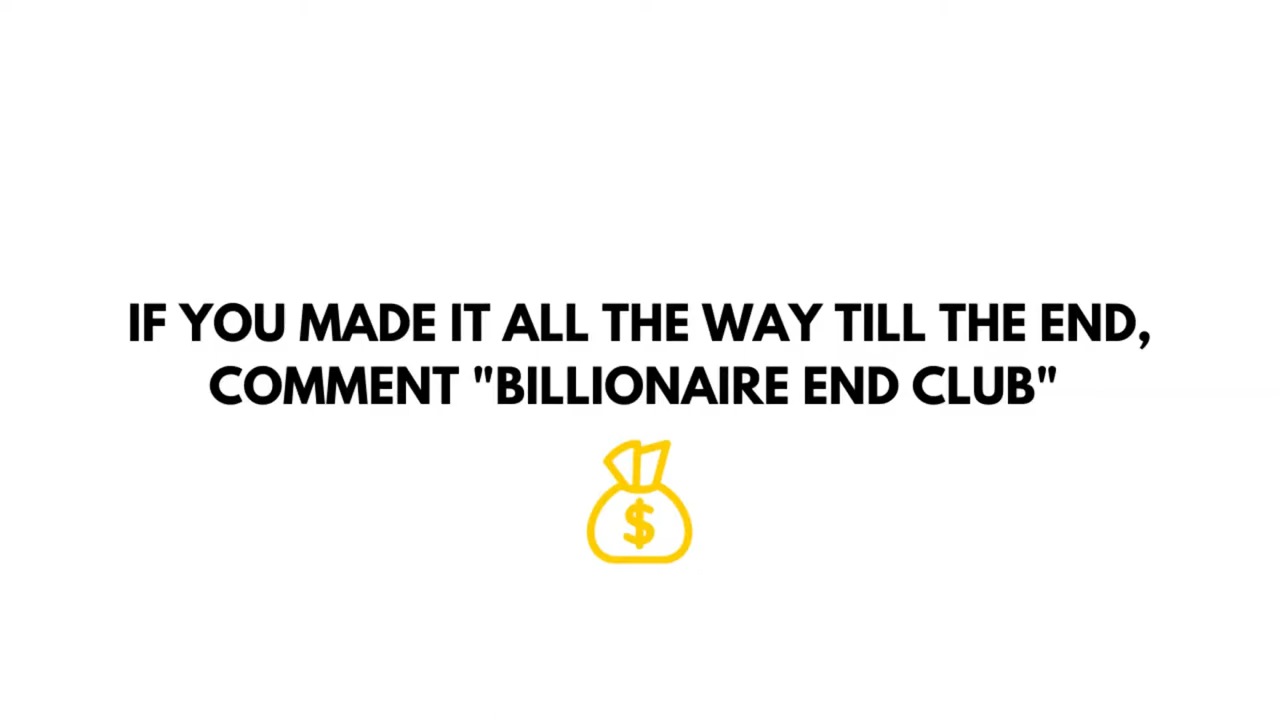 IF YOU MADE IT ALL THE WAY TILL THE END,
COMMENT "BILLIONAIRE END CLUB"
$